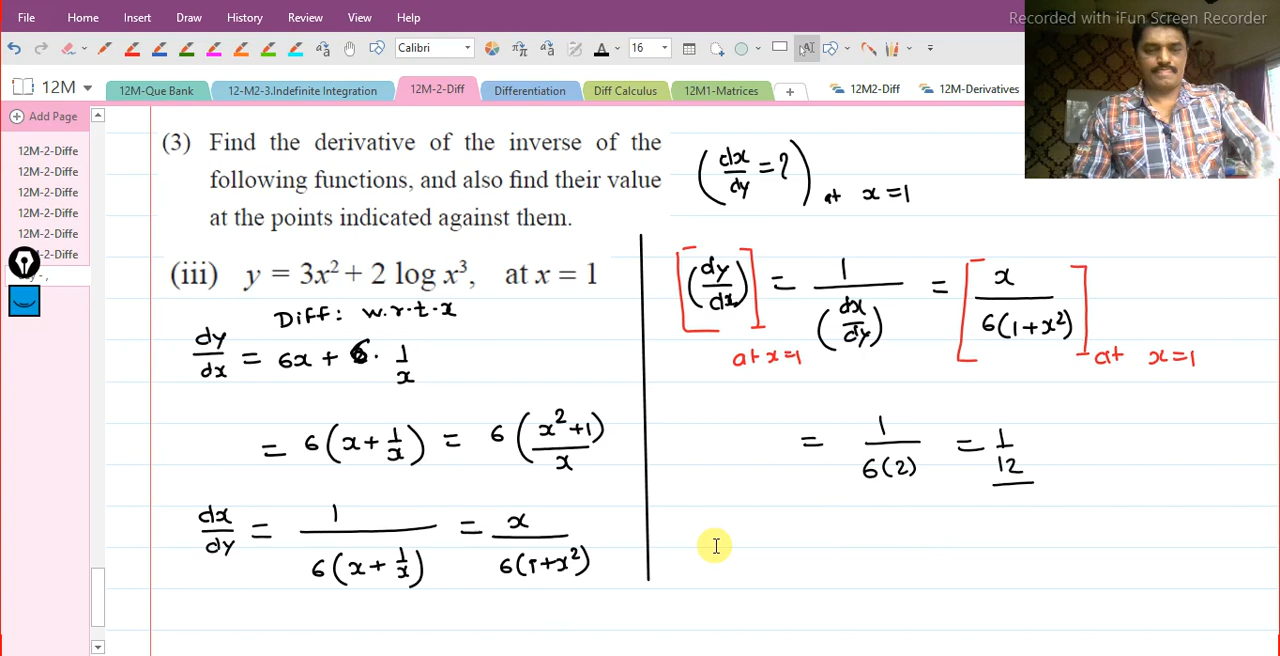 File Home Insert Draw History Review View Help
Recorded with iFun Screen Recorder
Calibri 16
12M 12M-Que Bank 12-M2-3.Indefinite Integration 12M-2-Diff Differentiation Diff Calculus 12M1-Matrices + 12M2-Diff 12M-Derivatives
Add Page
12M-2-Diffe
12M-2-Diffe
12M-2-Diffe
12M-2-Diffe
12M-2-Diffe
(3) Find the derivative of the inverse of the
following functions, and also find their value
at the points indicated against them.
(iii) y = 3x² + 2 log x³, at x = 1
Diff: w.r.t.x
dy/dx = 6x + 6 · 1/x
= 6(x + 1/x) = 6((x²+1)/x)
dx/dy = 1/(6(x + 1/x)) = x/(6(1+x²))
(dx/dy = ?) at x = 1
[(dy/dx)] at x=1 = 1/(dx/dy) = [x/(6(1+x²))] at x=1
= 1/(6(2)) = 1/12